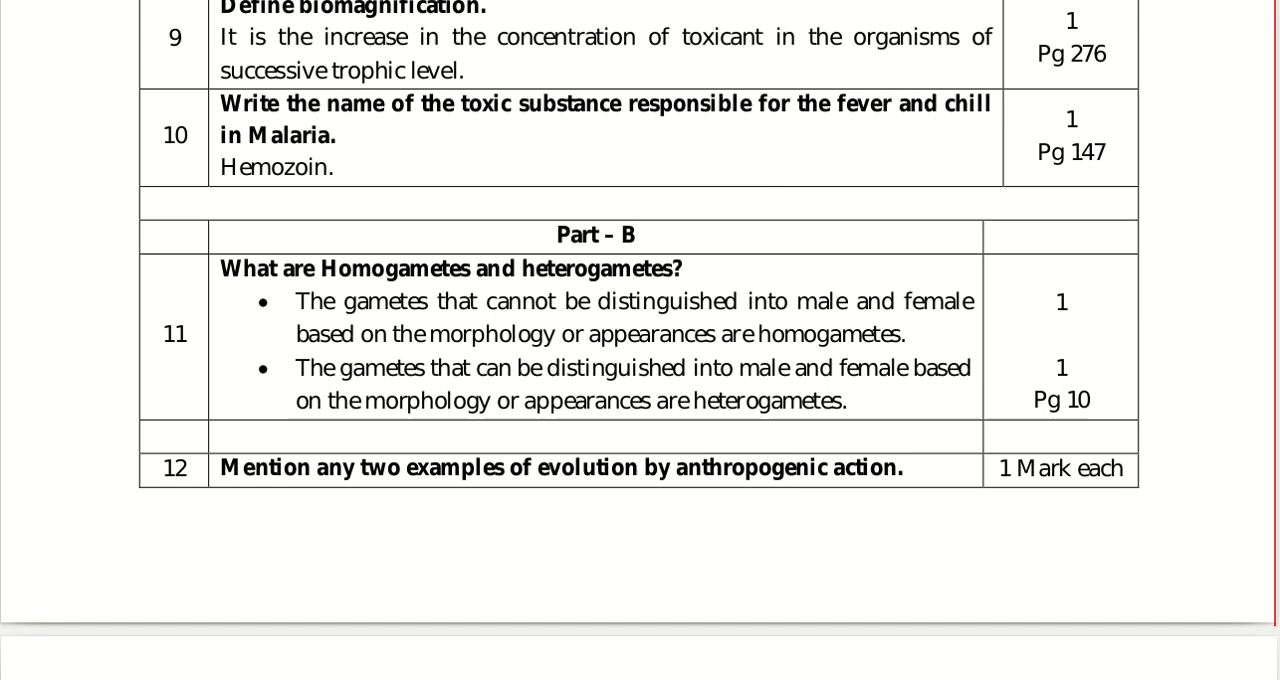 Define biomagnification.
9
It is the increase in the concentration of toxicant in the organisms of
successive trophic level.
1
Pg 276
10
Write the name of the toxic substance responsible for the fever and chill
in Malaria.
Hemozoin.
1
Pg 147
Part – B
11
What are Homogametes and heterogametes?
• The gametes that cannot be distinguished into male and female
based on the morphology or appearances are homogametes.
• The gametes that can be distinguished into male and female based
on the morphology or appearances are heterogametes.
1
1
Pg 10
12
Mention any two examples of evolution by anthropogenic action.
1 Mark each